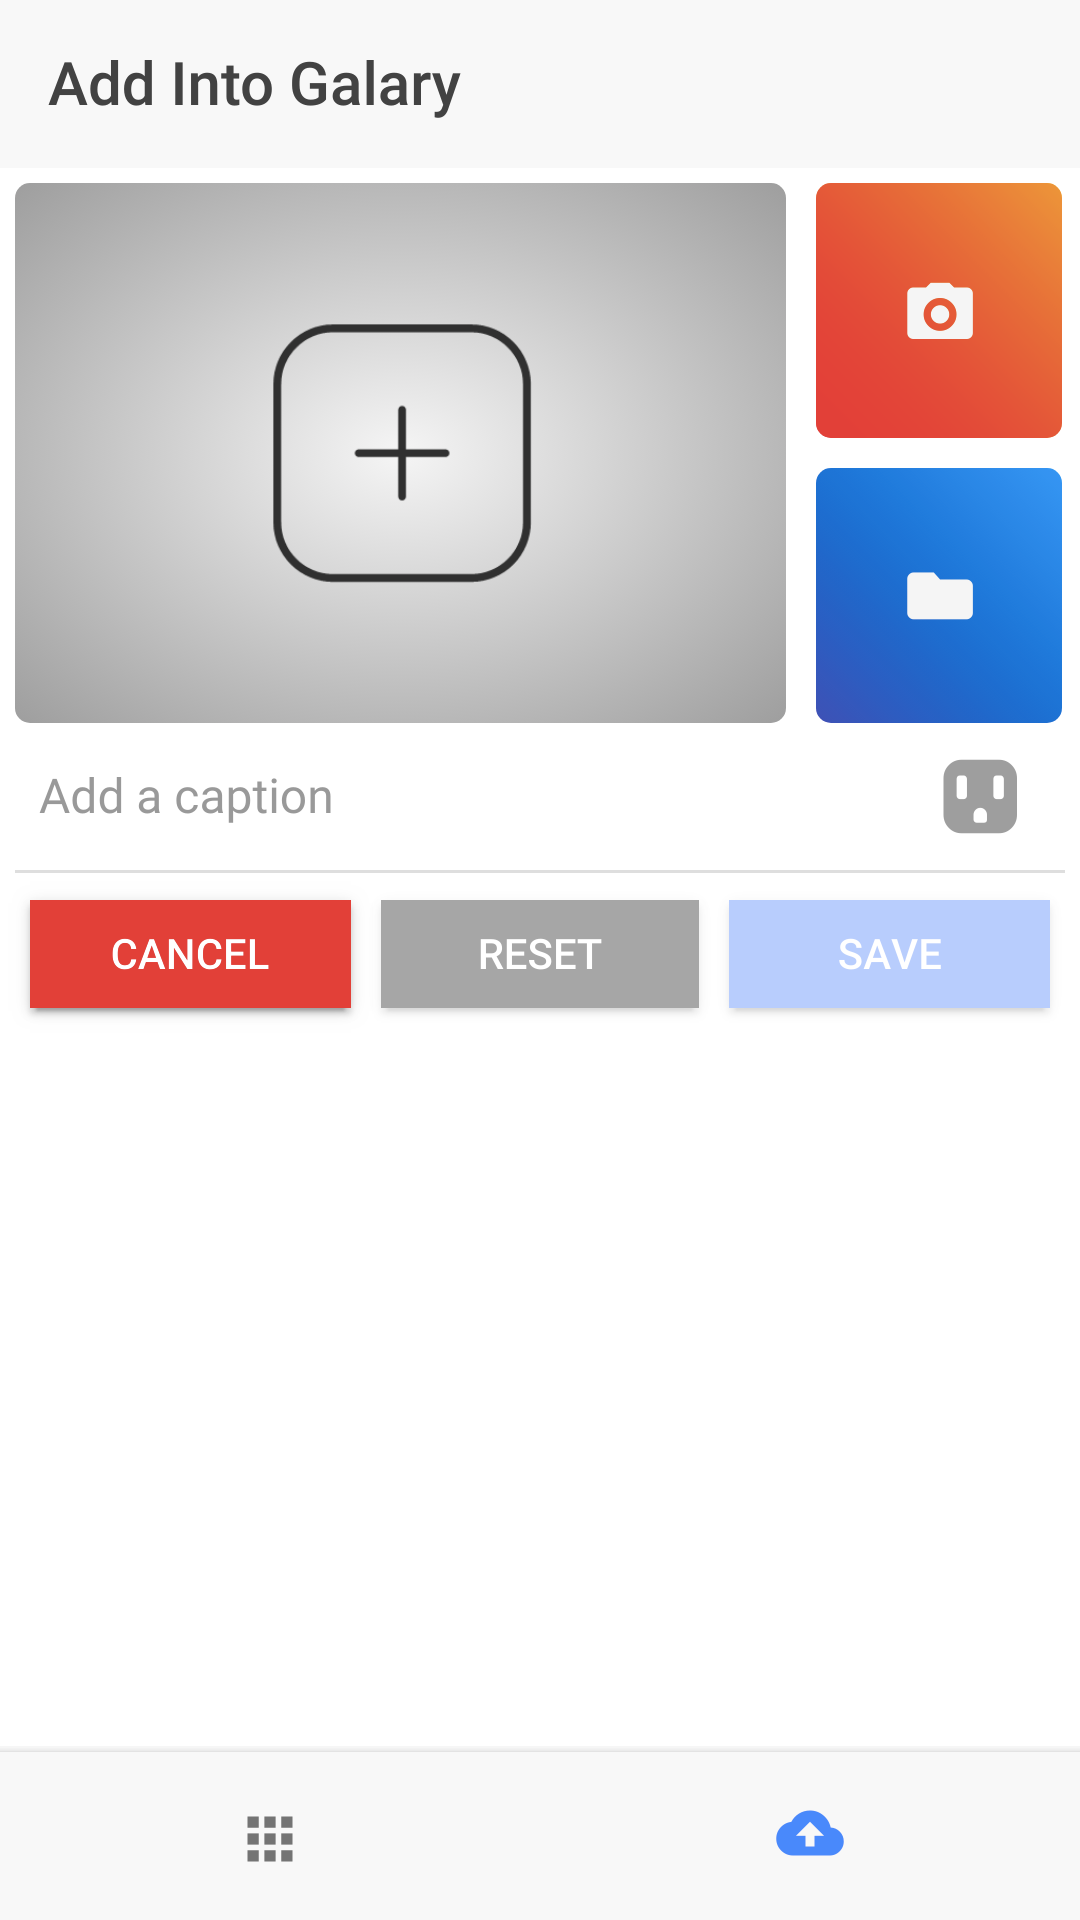 Add Into Galary
Add a caption
CANCEL
RESET
SAVE